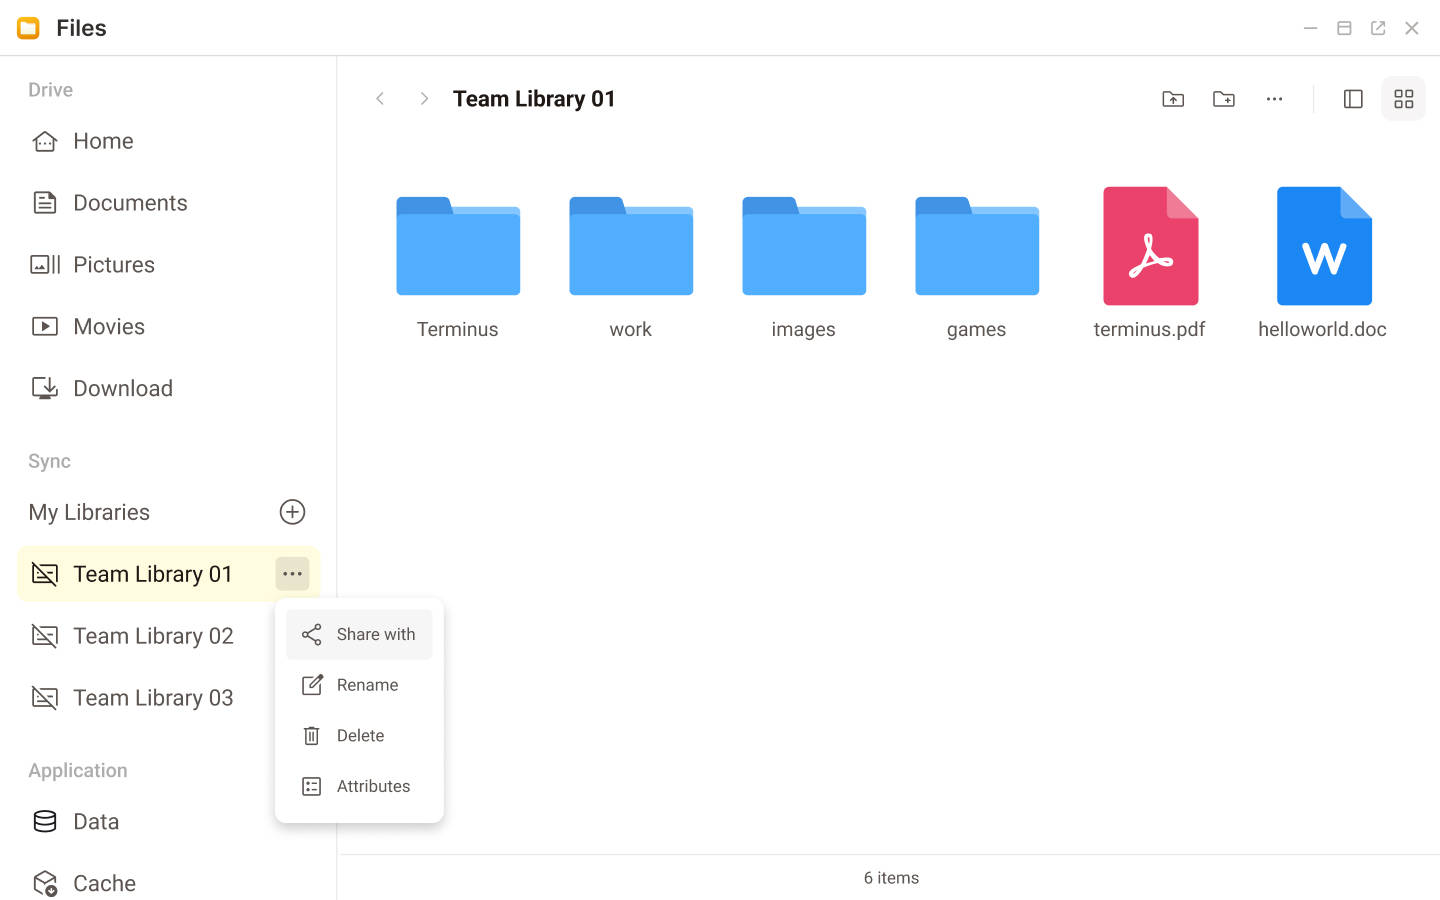 Files
Drive
Home
Documents
Pictures
Movies
Download
Sync
My Libraries
Team Library 01
Team Library 02
Team Library 03
Application
Data
Cache
Share with
Rename
Delete
Attributes
Team Library 01
Terminus
work
images
games
terminus.pdf
W
helloworld.doc
6 items